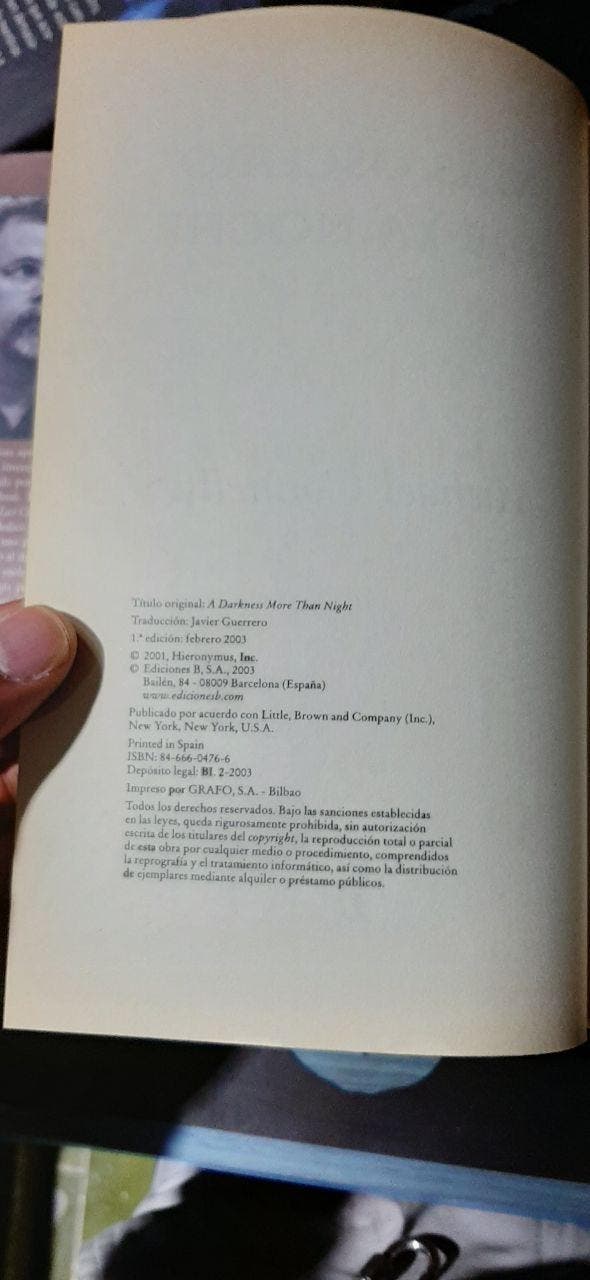 Título original: A Darkness More Than Night
Traducción: Javier Guerrero
1.ª edición: febrero 2003
© 2001, Hieronymus, Inc.
© Ediciones B, S.A., 2003
Bailén, 84 - 08009 Barcelona (España)
www.edicionesb.com
Publicado por acuerdo con Little, Brown and Company (Inc.),
New York, New York, U.S.A.
Printed in Spain
ISBN: 84-666-0476-6
Depósito legal: BI. 2-2003
Impreso por GRAFO, S.A. - Bilbao
Todos los derechos reservados. Bajo las sanciones establecidas
en las leyes, queda rigurosamente prohibida, sin autorización
escrita de los titulares del copyright, la reproducción total o parcial
de esta obra por cualquier medio o procedimiento, comprendidos
la reprografía y el tratamiento informático, así como la distribución
de ejemplares mediante alquiler o préstamo públicos.